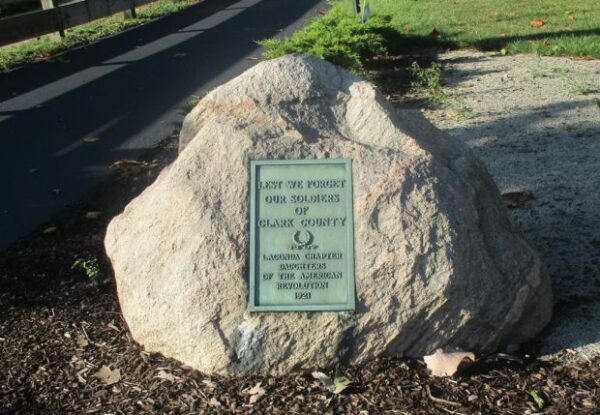 LEST WE FORGET
OUR SOLDIERS
OF
CLARK COUNTY
LAGONDA CHAPTER
DAUGHTERS
OF THE AMERICAN
REVOLUTION
1921